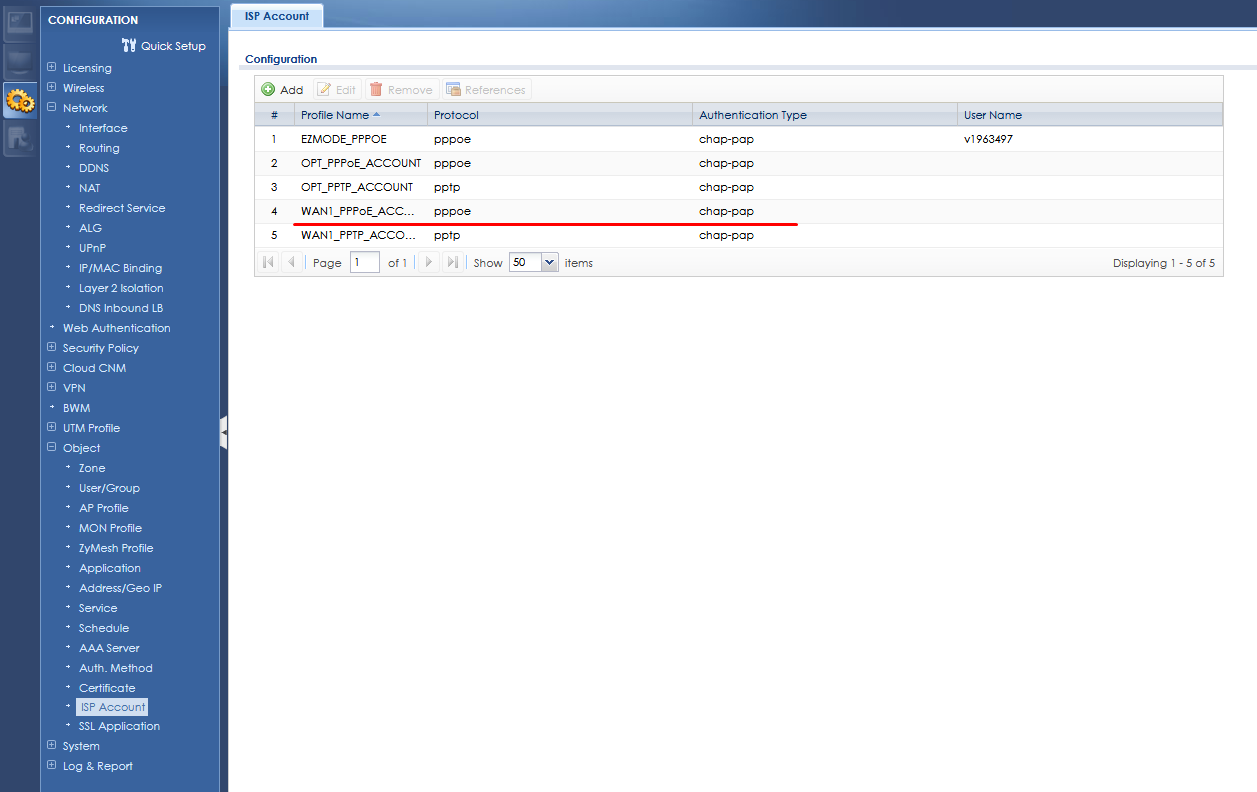 CONFIGURATION
Quick Setup
Licensing
Wireless
Network
Interface
Routing
DDNS
NAT
Redirect Service
ALG
UPnP
IP/MAC Binding
Layer 2 Isolation
DNS Inbound LB
Web Authentication
Security Policy
Cloud CNM
VPN
BWM
UTM Profile
Object
Zone
User/Group
AP Profile
MON Profile
ZyMesh Profile
Application
Address/Geo IP
Service
Schedule
AAA Server
Auth. Method
Certificate
ISP Account
SSL Application
System
Log & Report
ISP Account
Configuration
Add Edit Remove References
# Profile Name Protocol Authentication Type User Name
1 EZMODE_PPPOE pppoe chap-pap v1963497
2 OPT_PPPoE_ACCOUNT pppoe chap-pap
3 OPT_PPTP_ACCOUNT pptp chap-pap
4 WAN1_PPPoE_ACC... pppoe chap-pap
5 WAN1_PPTP_ACCO... pptp chap-pap
Page 1 of 1 Show 50 items Displaying 1 - 5 of 5